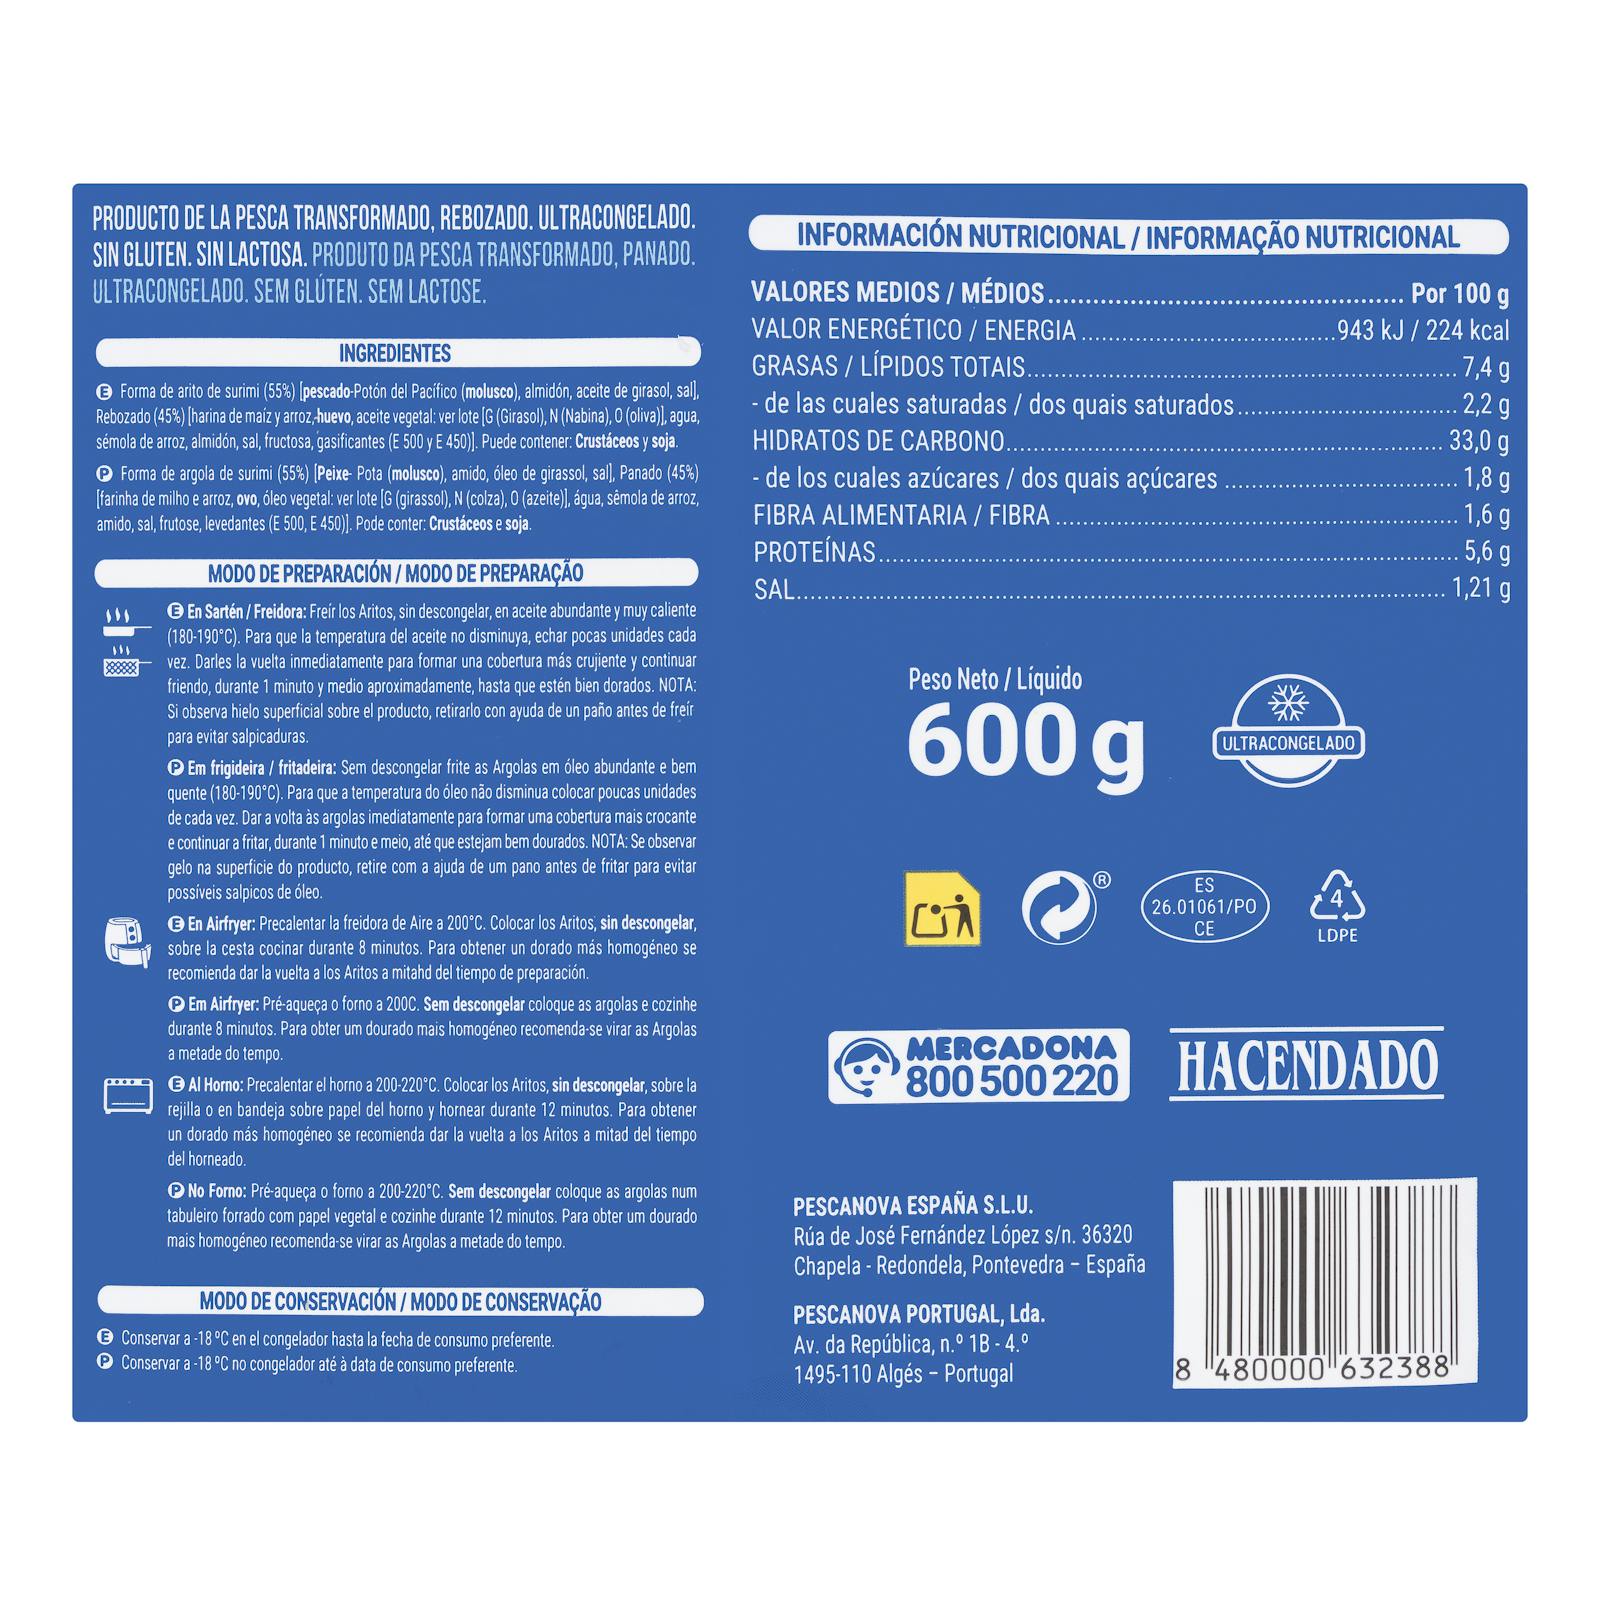 PRODUCTO DE LA PESCA TRANSFORMADO, REBOZADO. ULTRACONGELADO.
SIN GLUTEN. SIN LACTOSA. PRODUTO DA PESCA TRANSFORMADO, PANADO.
ULTRACONGELADO. SEM GLÚTEN. SEM LACTOSE.
INGREDIENTES
E Forma de arito de surimi (55%) [pescado-Potón del Pacífico (molusco), almidón, aceite de girasol, sal],
Rebozado (45%) [harina de maíz y arroz,-huevo, aceite vegetal: ver lote [G (Girasol), N (Nabina), O (oliva)], agua,
sémola de arroz, almidón, sal, fructosa, gasificantes (E 500 y E 450)]. Puede contener: Crustáceos y soja.
P Forma de argola de surimi (55%) [Peixe- Pota (molusco), amido, óleo de girassol, sal], Panado (45%)
[farinha de milho e arroz, ovo, óleo vegetal: ver lote [G (girassol), N (colza), O (azeite)], água, sêmola de arroz,
amido, sal, frutose, levedantes (E 500, E 450)]. Pode conter: Crustáceos e soja.
MODO DE PREPARACIÓN / MODO DE PREPARAÇÃO
E En Sartén / Freidora: Freír los Aritos, sin descongelar, en aceite abundante y muy caliente
(180-190°C). Para que la temperatura del aceite no disminuya, echar pocas unidades cada
vez. Darles la vuelta inmediatamente para formar una cobertura más crujiente y continuar
friendo, durante 1 minuto y medio aproximadamente, hasta que estén bien dorados. NOTA:
Si observa hielo superficial sobre el producto, retirarlo con ayuda de un paño antes de freír
para evitar salpicaduras.
P Em frigideira / fritadeira: Sem descongelar frite as Argolas em óleo abundante e bem
quente (180-190°C). Para que a temperatura do óleo não disminua colocar poucas unidades
de cada vez. Dar a volta às argolas imediatamente para formar uma cobertura mais crocante
e continuar a fritar, durante 1 minuto e meio, até que estejam bem dourados. NOTA: Se observar
gelo na superficie do producto, retire com a ajuda de um pano antes de fritar para evitar
possíveis salpicos de óleo.
E En Airfryer: Precalentar la freidora de Aire a 200°C. Colocar los Aritos, sin descongelar,
sobre la cesta cocinar durante 8 minutos. Para obtener un dorado más homogéneo se
recomienda dar la vuelta a los Aritos a mitahd del tiempo de preparación.
P Em Airfryer: Pré-aqueça o forno a 200C. Sem descongelar coloque as argolas e cozinhe
durante 8 minutos. Para obter um dourado mais homogéneo recomenda-se virar as Argolas
a metade do tempo.
E Al Horno: Precalentar el horno a 200-220°C. Colocar los Aritos, sin descongelar, sobre la
rejilla o en bandeja sobre papel del horno y hornear durante 12 minutos. Para obtener
un dorado más homogéneo se recomienda dar la vuelta a los Aritos a mitad del tiempo
del horneado.
P No Forno: Pré-aqueça o forno a 200-220°C. Sem descongelar coloque as argolas num
tabuleiro forrado com papel vegetal e cozinhe durante 12 minutos. Para obter um dourado
mais homogéneo recomenda-se virar as Argolas a metade do tempo.
MODO DE CONSERVACIÓN / MODO DE CONSERVAÇÃO
E Conservar a -18 ºC en el congelador hasta la fecha de consumo preferente.
P Conservar a -18 ºC no congelador até à data de consumo preferente.
INFORMACIÓN NUTRICIONAL / INFORMAÇÃO NUTRICIONAL
VALORES MEDIOS / MÉDIOS Por 100 g
VALOR ENERGÉTICO / ENERGIA 943 kJ / 224 kcal
GRASAS / LÍPIDOS TOTAIS 7,4 g
- de las cuales saturadas / dos quais saturados 2,2 g
HIDRATOS DE CARBONO 33,0 g
- de los cuales azúcares / dos quais açúcares 1,8 g
FIBRA ALIMENTARIA / FIBRA 1,6 g
PROTEÍNAS 5,6 g
SAL 1,21 g
Peso Neto / Líquido
600 g
ULTRACONGELADO
®
ES
26.01061/PO
CE
4
LDPE
MERCADONA
800 500 220
HACENDADO
PESCANOVA ESPAÑA S.L.U.
Rúa de José Fernández López s/n. 36320
Chapela - Redondela, Pontevedra – España
PESCANOVA PORTUGAL, Lda.
Av. da República, n.º 1B - 4.º
1495-110 Algés – Portugal
8 480000 632388